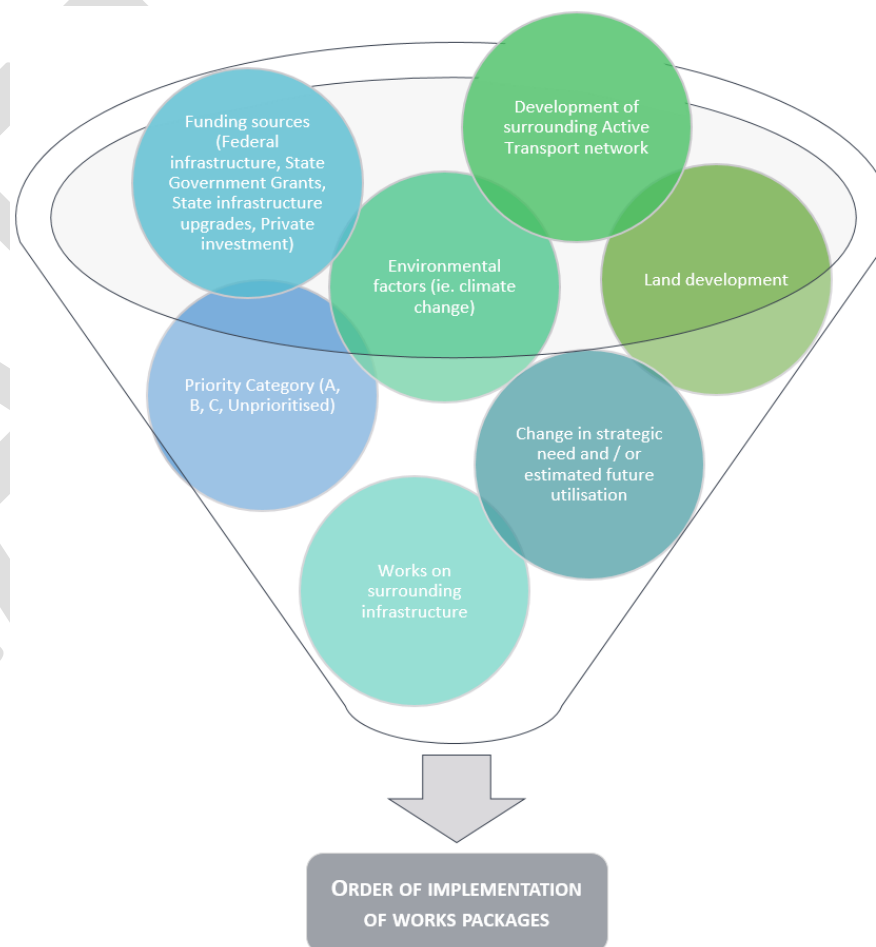 Funding sources
(Federal
infrastructure, State
Government Grants,
State infrastructure
upgrades, Private
investment)
Development of
surrounding Active
Transport network
Environmental
factors (ie. climate
change)
Land development
Priority Category (A,
B, C, Unprioritised)
Change in strategic
need and / or
estimated future
utilisation
Works on
surrounding
infrastructure
ORDER OF IMPLEMENTATION
OF WORKS PACKAGES